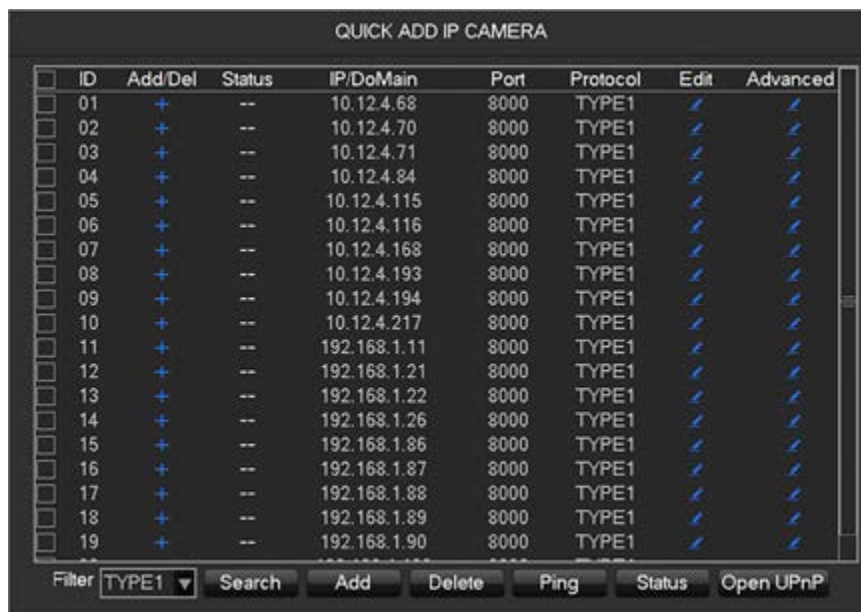 QUICK ADD IP CAMERA
ID Add/Del Status IP/DoMain Port Protocol Edit Advanced
01 + -- 10.12.4.68 8000 TYPE1
02 + -- 10.12.4.70 8000 TYPE1
03 + -- 10.12.4.71 8000 TYPE1
04 + -- 10.12.4.84 8000 TYPE1
05 + -- 10.12.4.115 8000 TYPE1
06 + -- 10.12.4.116 8000 TYPE1
07 + -- 10.12.4.168 8000 TYPE1
08 + -- 10.12.4.193 8000 TYPE1
09 + -- 10.12.4.194 8000 TYPE1
10 + -- 10.12.4.217 8000 TYPE1
11 + -- 192.168.1.11 8000 TYPE1
12 + -- 192.168.1.21 8000 TYPE1
13 + -- 192.168.1.22 8000 TYPE1
14 + -- 192.168.1.26 8000 TYPE1
15 + -- 192.168.1.86 8000 TYPE1
16 + -- 192.168.1.87 8000 TYPE1
17 + -- 192.168.1.88 8000 TYPE1
18 + -- 192.168.1.89 8000 TYPE1
19 + -- 192.168.1.90 8000 TYPE1
Filter TYPE1 Search Add Delete Ping Status Open UPnP